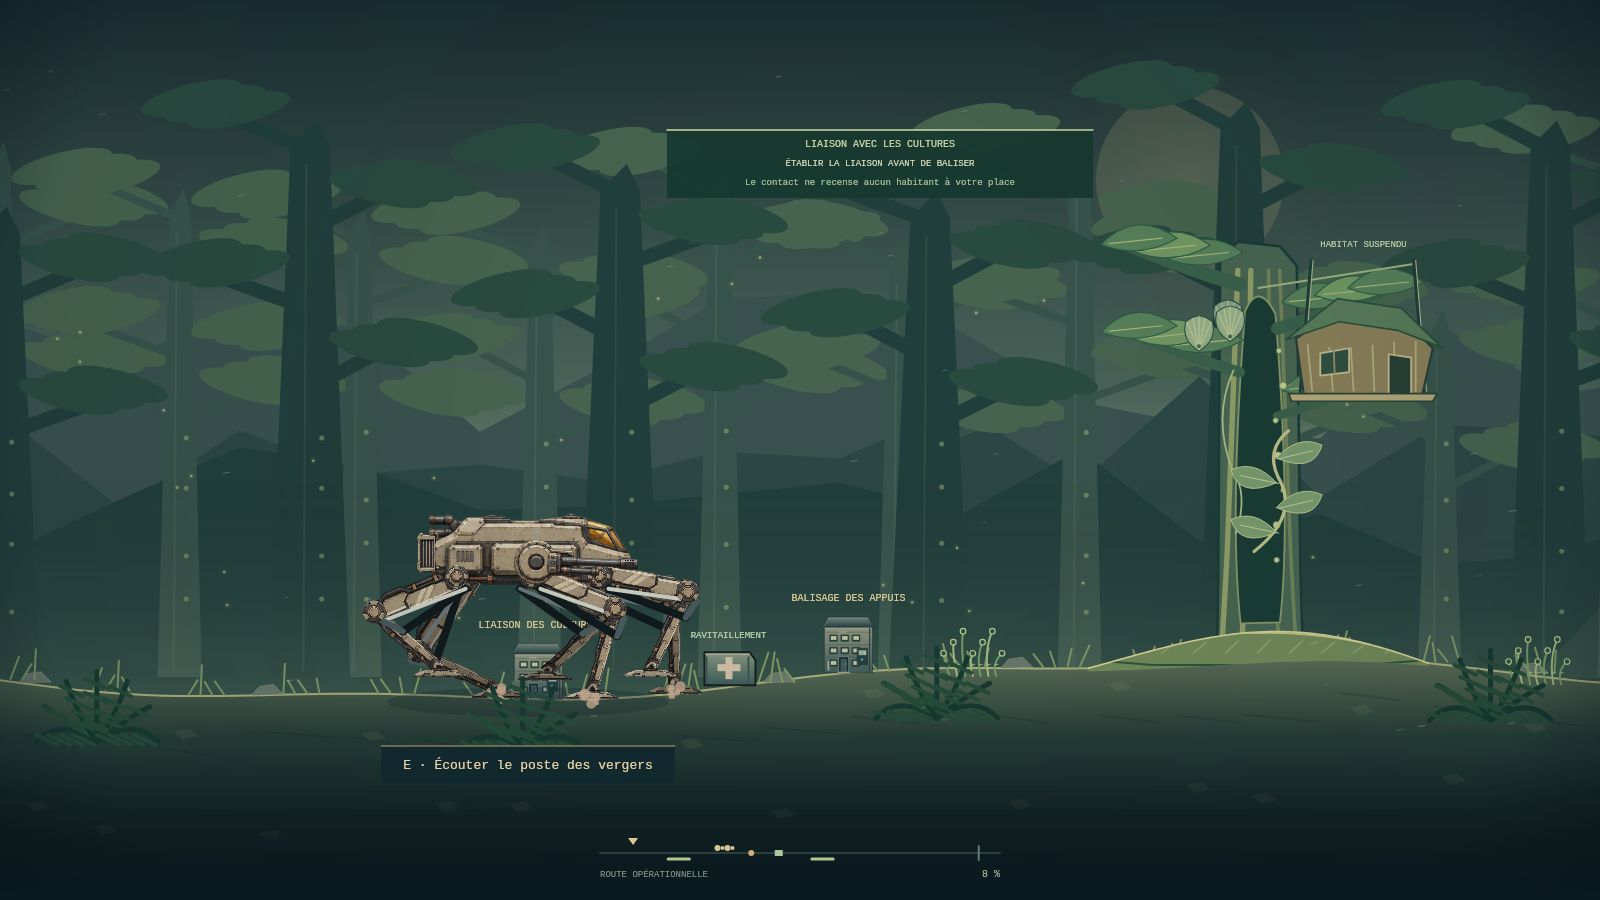 LIAISON AVEC LES CULTURES
ÉTABLIR LA LIAISON AVANT DE BALISER
Le contact ne recense aucun habitant à votre place
HABITAT SUSPENDU
BALISAGE DES APPUIS
LIAISON DES
RAVITAILLEMENT
E · Écouter le poste des vergers
ROUTE OPÉRATIONNELLE
8 %